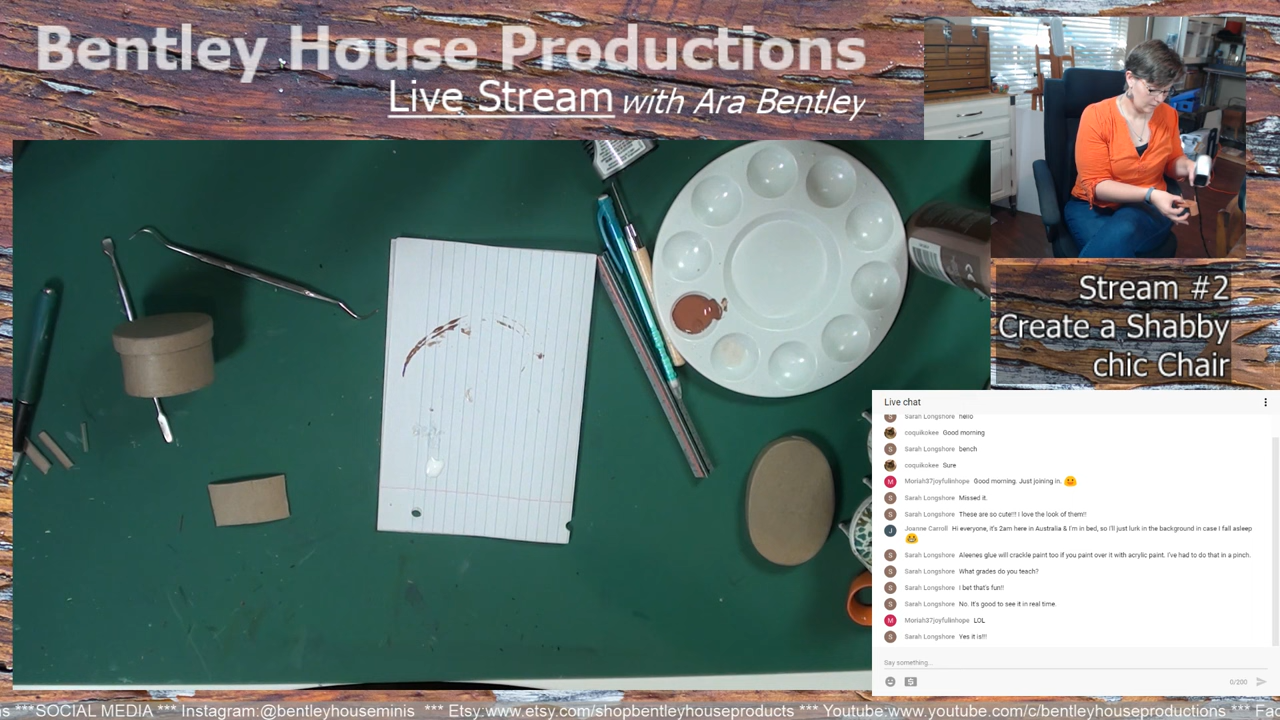 Bentley House Productions
Live Stream with Ara Bentley
Stream #2
Create a Shabby
chic Chair
Live chat
Sarah Longshore hello
coquikokee Good morning
Sarah Longshore bench
coquikokee Sure
M Moriah37joyfulinhope Good morning. Just joining in.
S Sarah Longshore Missed it.
S Sarah Longshore These are so cute!!! I love the look of them!!
J Joanne Carroll Hi everyone, it's 2am here in Australia & I'm in bed, so I'll just lurk in the background in case I fall asleep
S Sarah Longshore Aleenes glue will crackle paint too if you paint over it with acrylic paint. I've had to do that in a pinch.
S Sarah Longshore What grades do you teach?
S Sarah Longshore I bet that's fun!!
S Sarah Longshore No. It's good to see it in real time.
M Moriah37joyfulinhope LOL
S Sarah Longshore Yes it is!!!
Say something...
0/200
s ***SOCIAL MEDIA *** Instagram:@bentleyhouseminis *** Etsy:www.etsy.com/shopbentleyhouseproducts *** Youtube:www.youtube.com/c/bentleyhouseproductions *** Fac